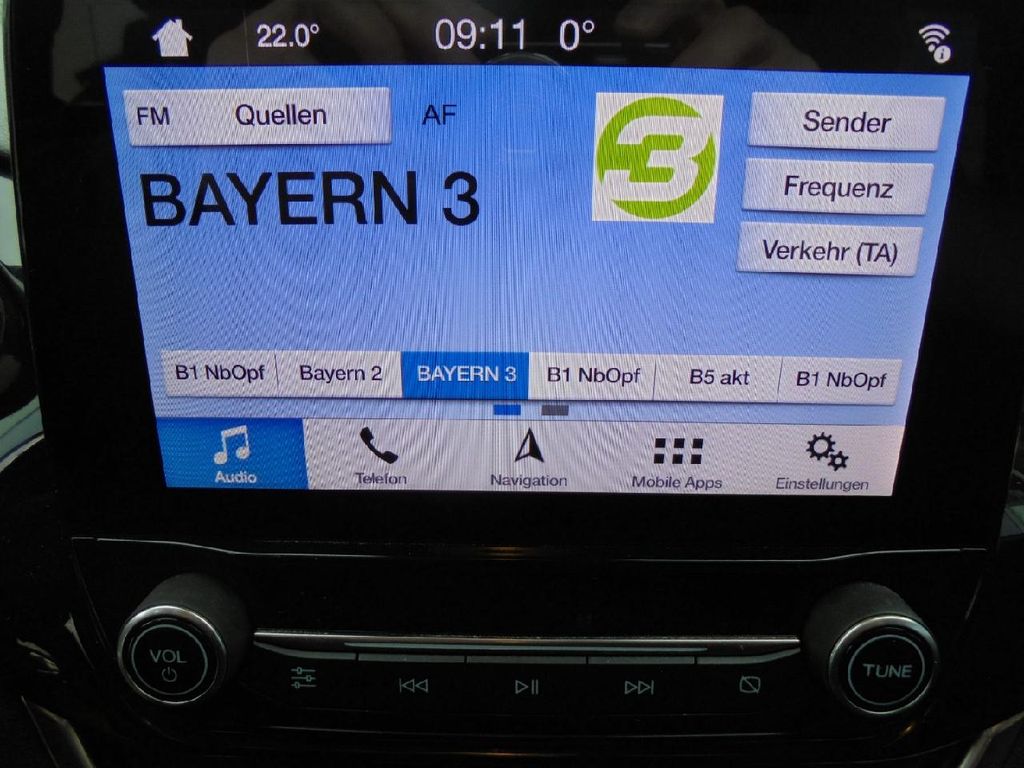 22.0° 09:11 0°
FM Quellen AF
Sender
BAYERN 3
3
Frequenz
Verkehr (TA)
B1 NbOpf Bayern 2 BAYERN 3 B1 NbOpf B5 akt B1 NbOpf
Audio Telefon Navigation Mobile Apps Einstellungen
VOL
TUNE